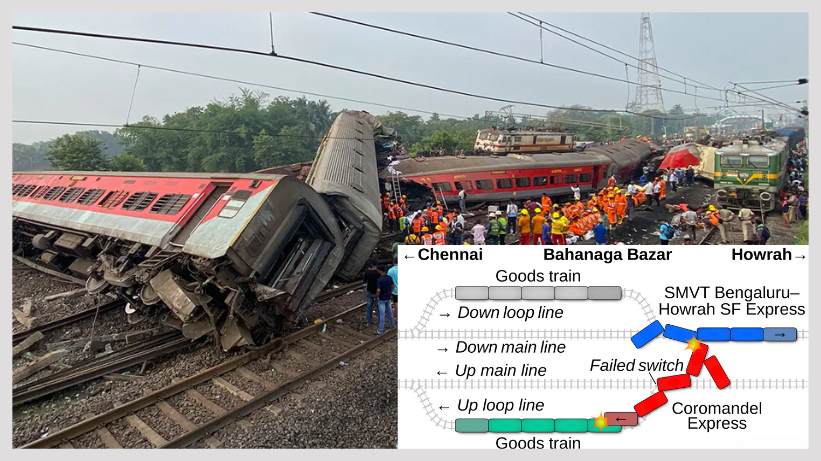 ←Chennai Bahanaga Bazar Howrah→
Goods train
SMVT Bengaluru–
Howrah SF Express
→ Down loop line
→ Down main line
← Up main line
Failed switch
← Up loop line
Coromandel
Express
Goods train